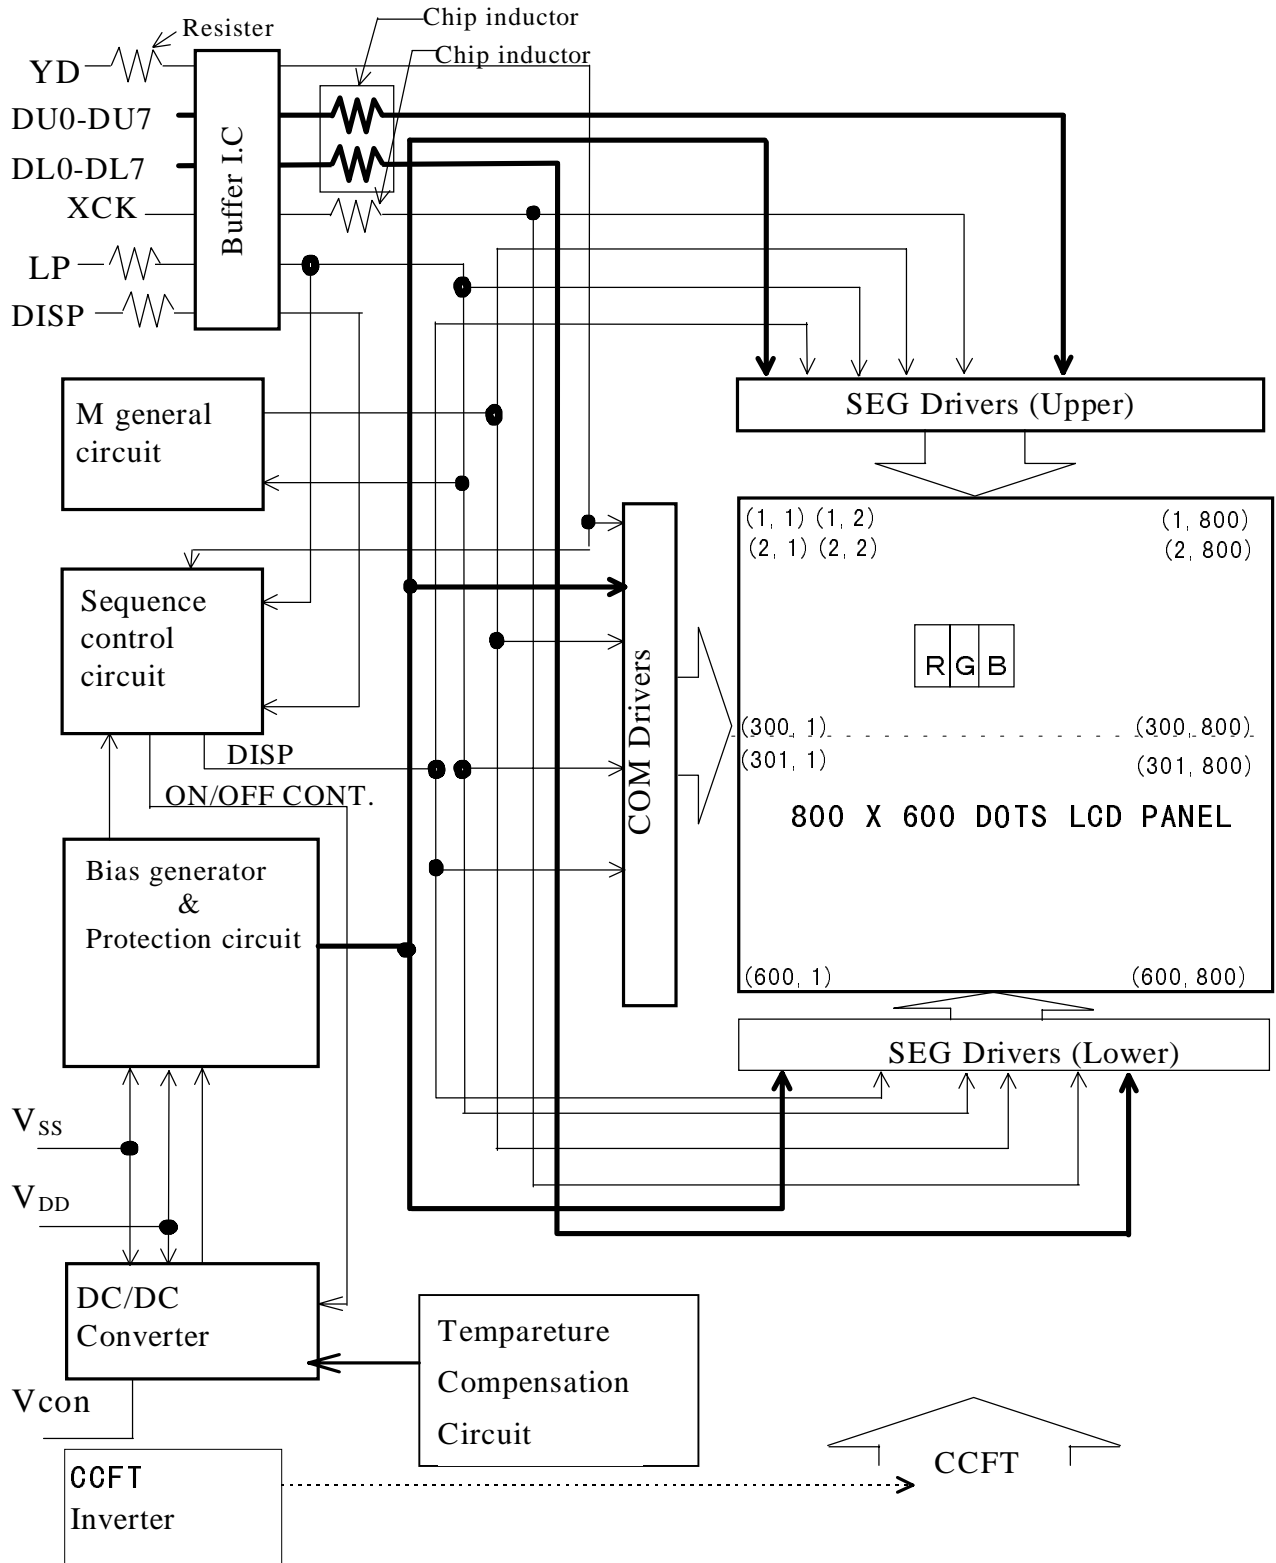 Chip inductor
Resister
Chip inductor
YD
DU0-DU7
DL0-DL7
XCK
LP
DISP
Buffer I.C
M general
circuit
SEG Drivers (Upper)
(1, 1) (1, 2)
(1, 800)
(2, 1) (2, 2)
(2, 800)
Sequence
control
circuit
R G B
COM Drivers
(300, 1)
(300, 800)
(301, 1)
(301, 800)
DISP
ON/OFF CONT.
800 X 600 DOTS LCD PANEL
Bias generator
&
Protection circuit
(600, 1)
(600, 800)
SEG Drivers (Lower)
VSS
VDD
DC/DC
Converter
Tempareture
Compensation
Circuit
Vcon
CCFT
Inverter
CCFT